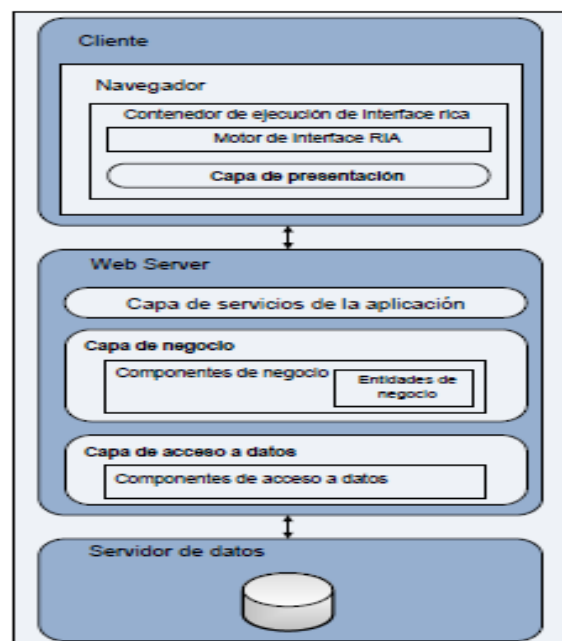 Cliente
Navegador
Contenedor de ejecución de Interface rica
Motor de Interface RIA
Capa de presentación
Web Server
Capa de servicios de la aplicación
Capa de negocio
Componentes de negocio
Entidades de
negocio
Capa de acceso a datos
Componentes de acceso a datos
Servidor de datos